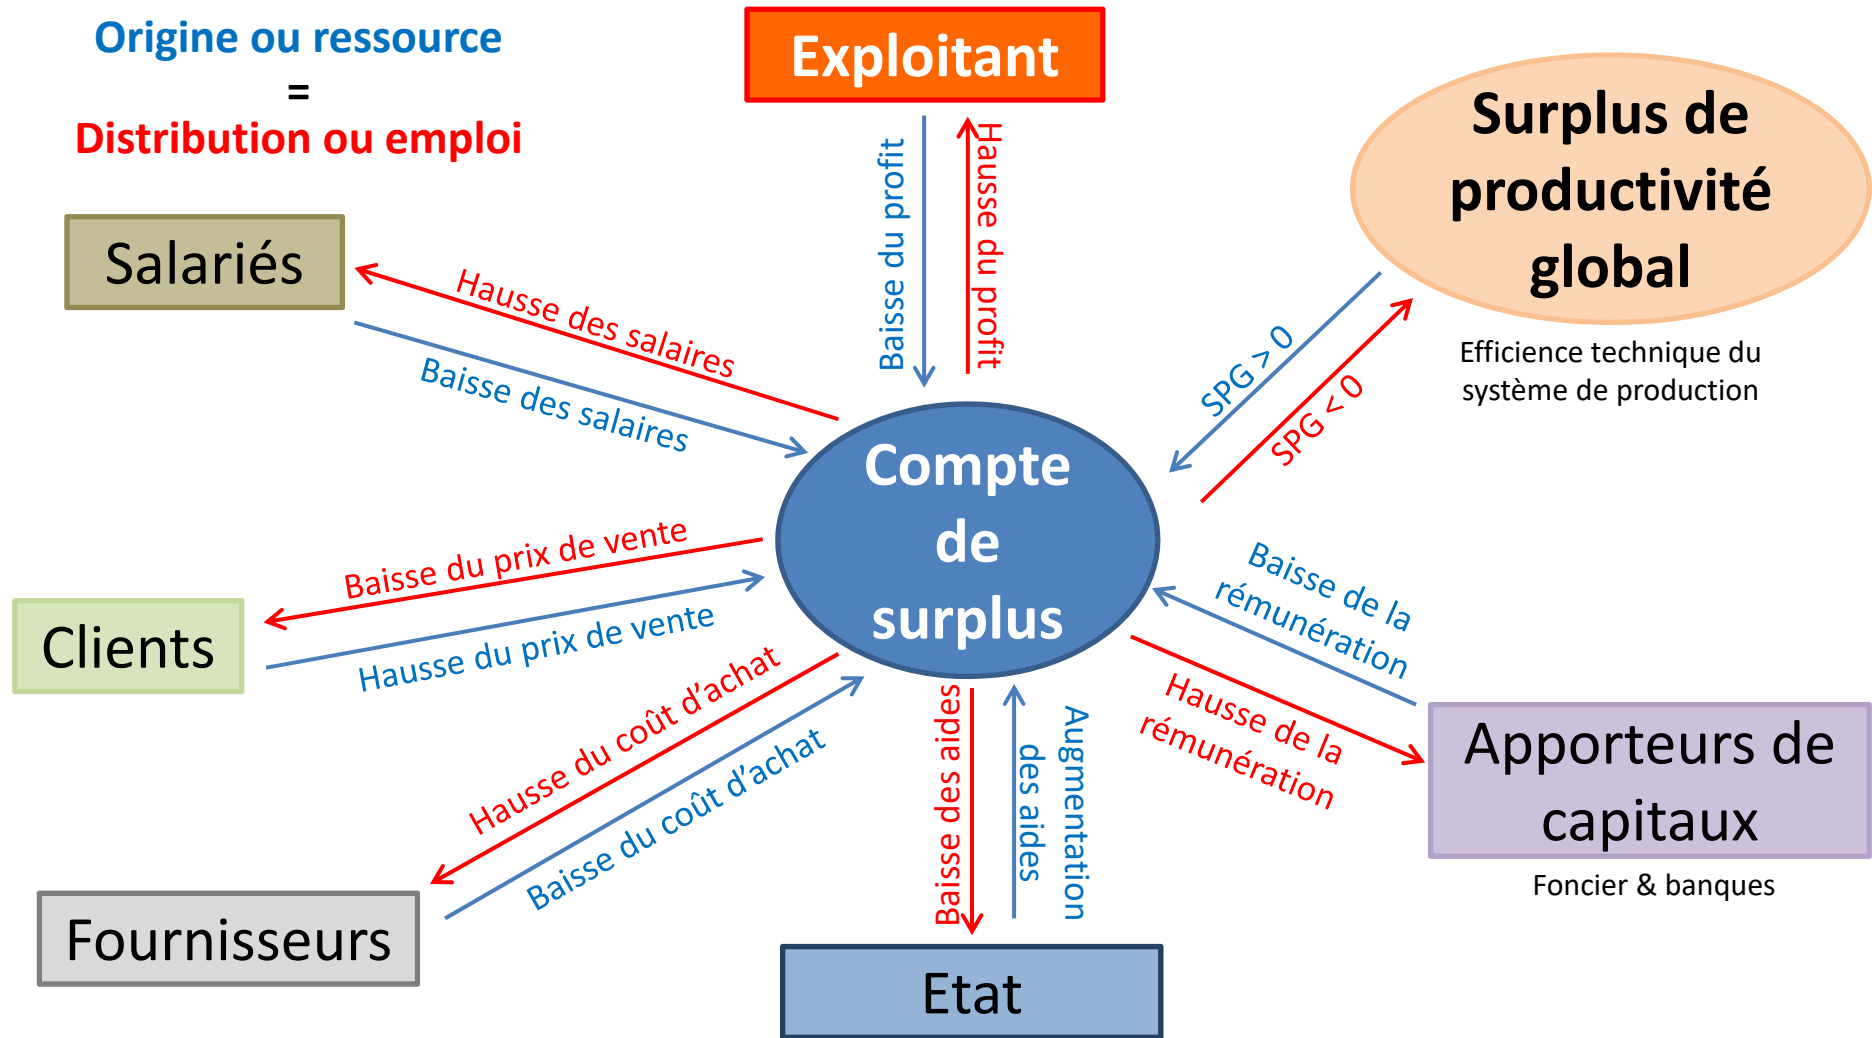 Origine ou ressource
=
Distribution ou emploi
Exploitant
Surplus de
productivité
global
Efficience technique du
système de production
Salariés
Hausse des salaires
Baisse des salaires
Baisse du profit
Hausse du profit
SPG > 0
SPG < 0
Compte
de
surplus
Baisse du prix de vente
Hausse du prix de vente
Clients
Baisse de la
rémunération
Hausse de la
rémunération
Apporteurs de
capitaux
Foncier & banques
Hausse du coût d’achat
Baisse du coût d’achat
Fournisseurs
Baisse des aides
Augmentation
des aides
Etat